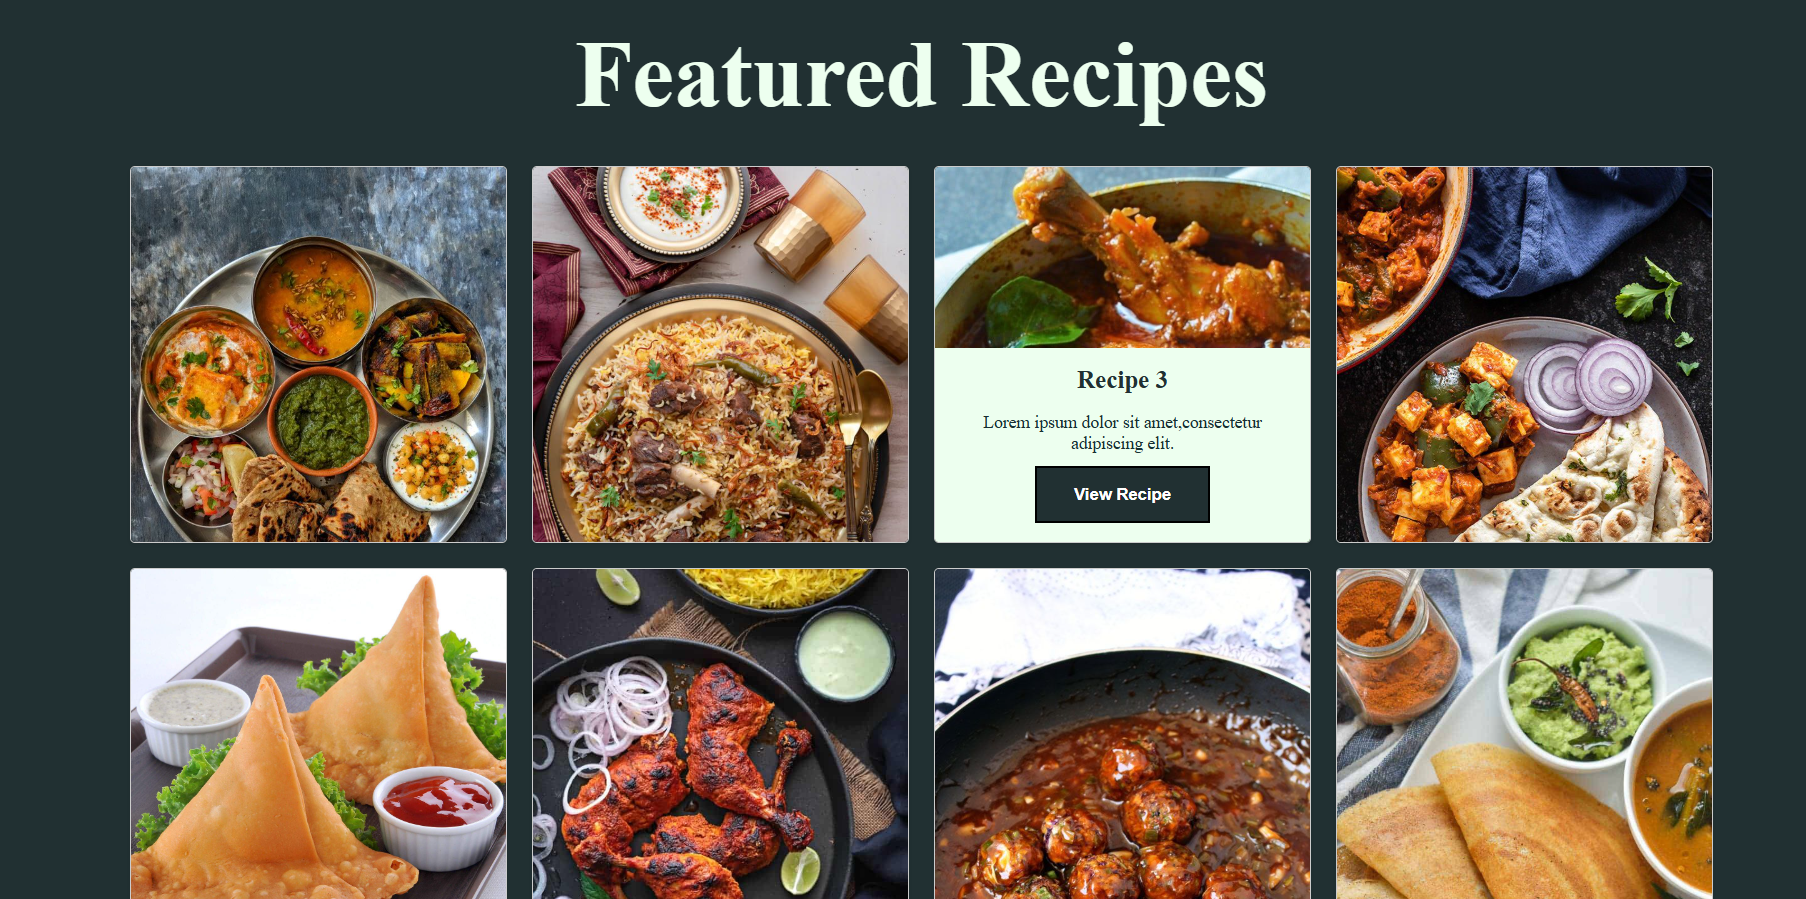 Featured Recipes
Recipe 3
Lorem ipsum dolor sit amet,consectetur
adipiscing elit.
View Recipe